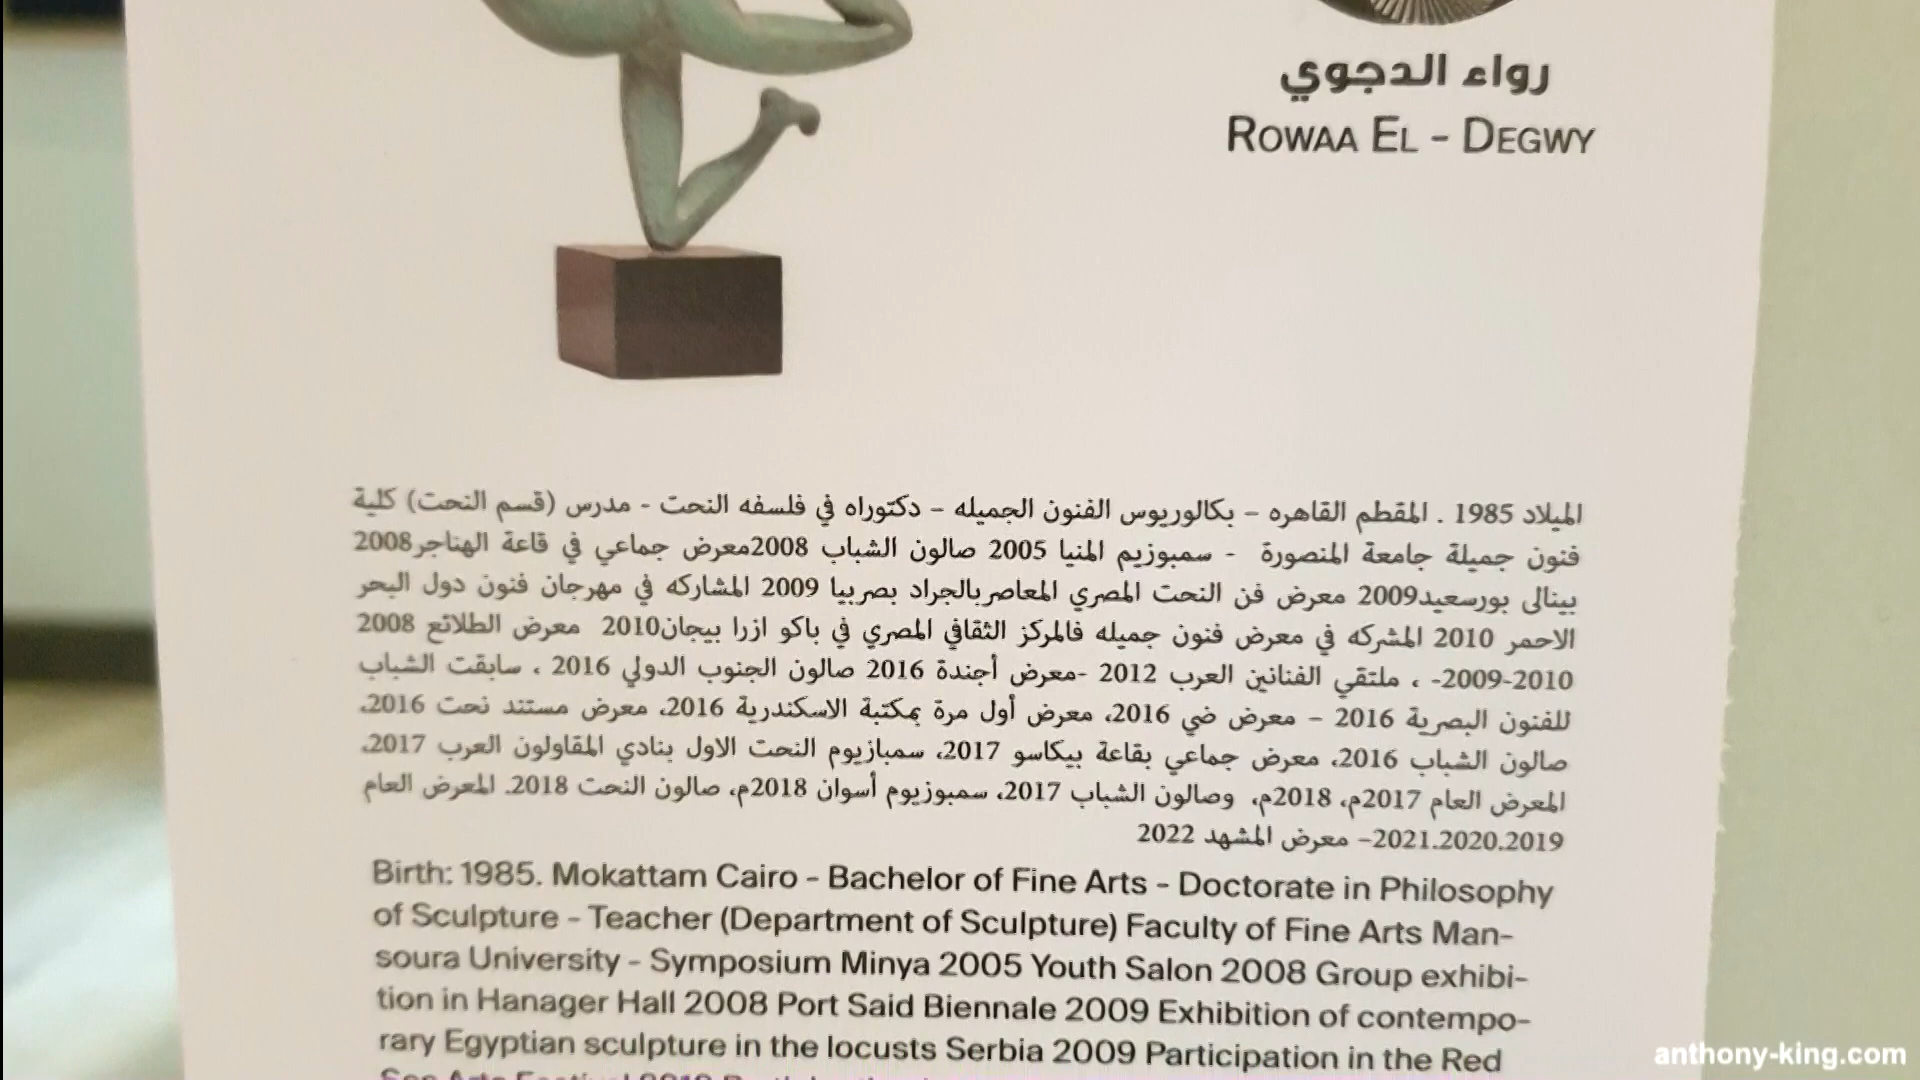 رواء الدجوي
ROWAA EL - DEGWY
الميلاد 1985 . المقطم القاهره – بكالوريوس الفنون الجميله – دكتوراه في فلسفه النحت - مدرس (قسم النحت) كلية
فنون جميلة جامعة المنصورة - سمبوزيم المنيا 2005 صالون الشباب 2008معرض جماعي في قاعة الهناجر2008
بينالى بورسعيد2009 معرض فن النحت المصري المعاصربالجراد بصربيا 2009 المشاركه في مهرجان فنون دول البحر
الاحمر 2010 المشركه في معرض فنون جميله فالمركز الثقافي المصري في باكو ازرا بيجان2010 معرض الطلائع 2008
-2009-2010 ، ملتقي الفنانين العرب 2012 -معرض أجندة 2016 صالون الجنوب الدولي 2016 ، سابقت الشباب
للفنون البصرية 2016 – معرض ضي 2016، معرض أول مرة بمكتبة الاسكندرية 2016، معرض مستند نحت 2016،
صالون الشباب 2016، معرض جماعي بقاعة بيكاسو 2017، سمبازيوم النحت الاول بنادي المقاولون العرب 2017،
المعرض العام 2017م، 2018م، وصالون الشباب 2017، سمبوزيوم أسوان 2018م، صالون النحت 2018. المعرض العام
2021.2020.2019– معرض المشهد 2022
Birth: 1985. Mokattam Cairo - Bachelor of Fine Arts - Doctorate in Philosophy
of Sculpture - Teacher (Department of Sculpture) Faculty of Fine Arts Man-
soura University - Symposium Minya 2005 Youth Salon 2008 Group exhibi-
tion in Hanager Hall 2008 Port Said Biennale 2009 Exhibition of contempo-
rary Egyptian sculpture in the locusts Serbia 2009 Participation in the Red
anthony-king.com